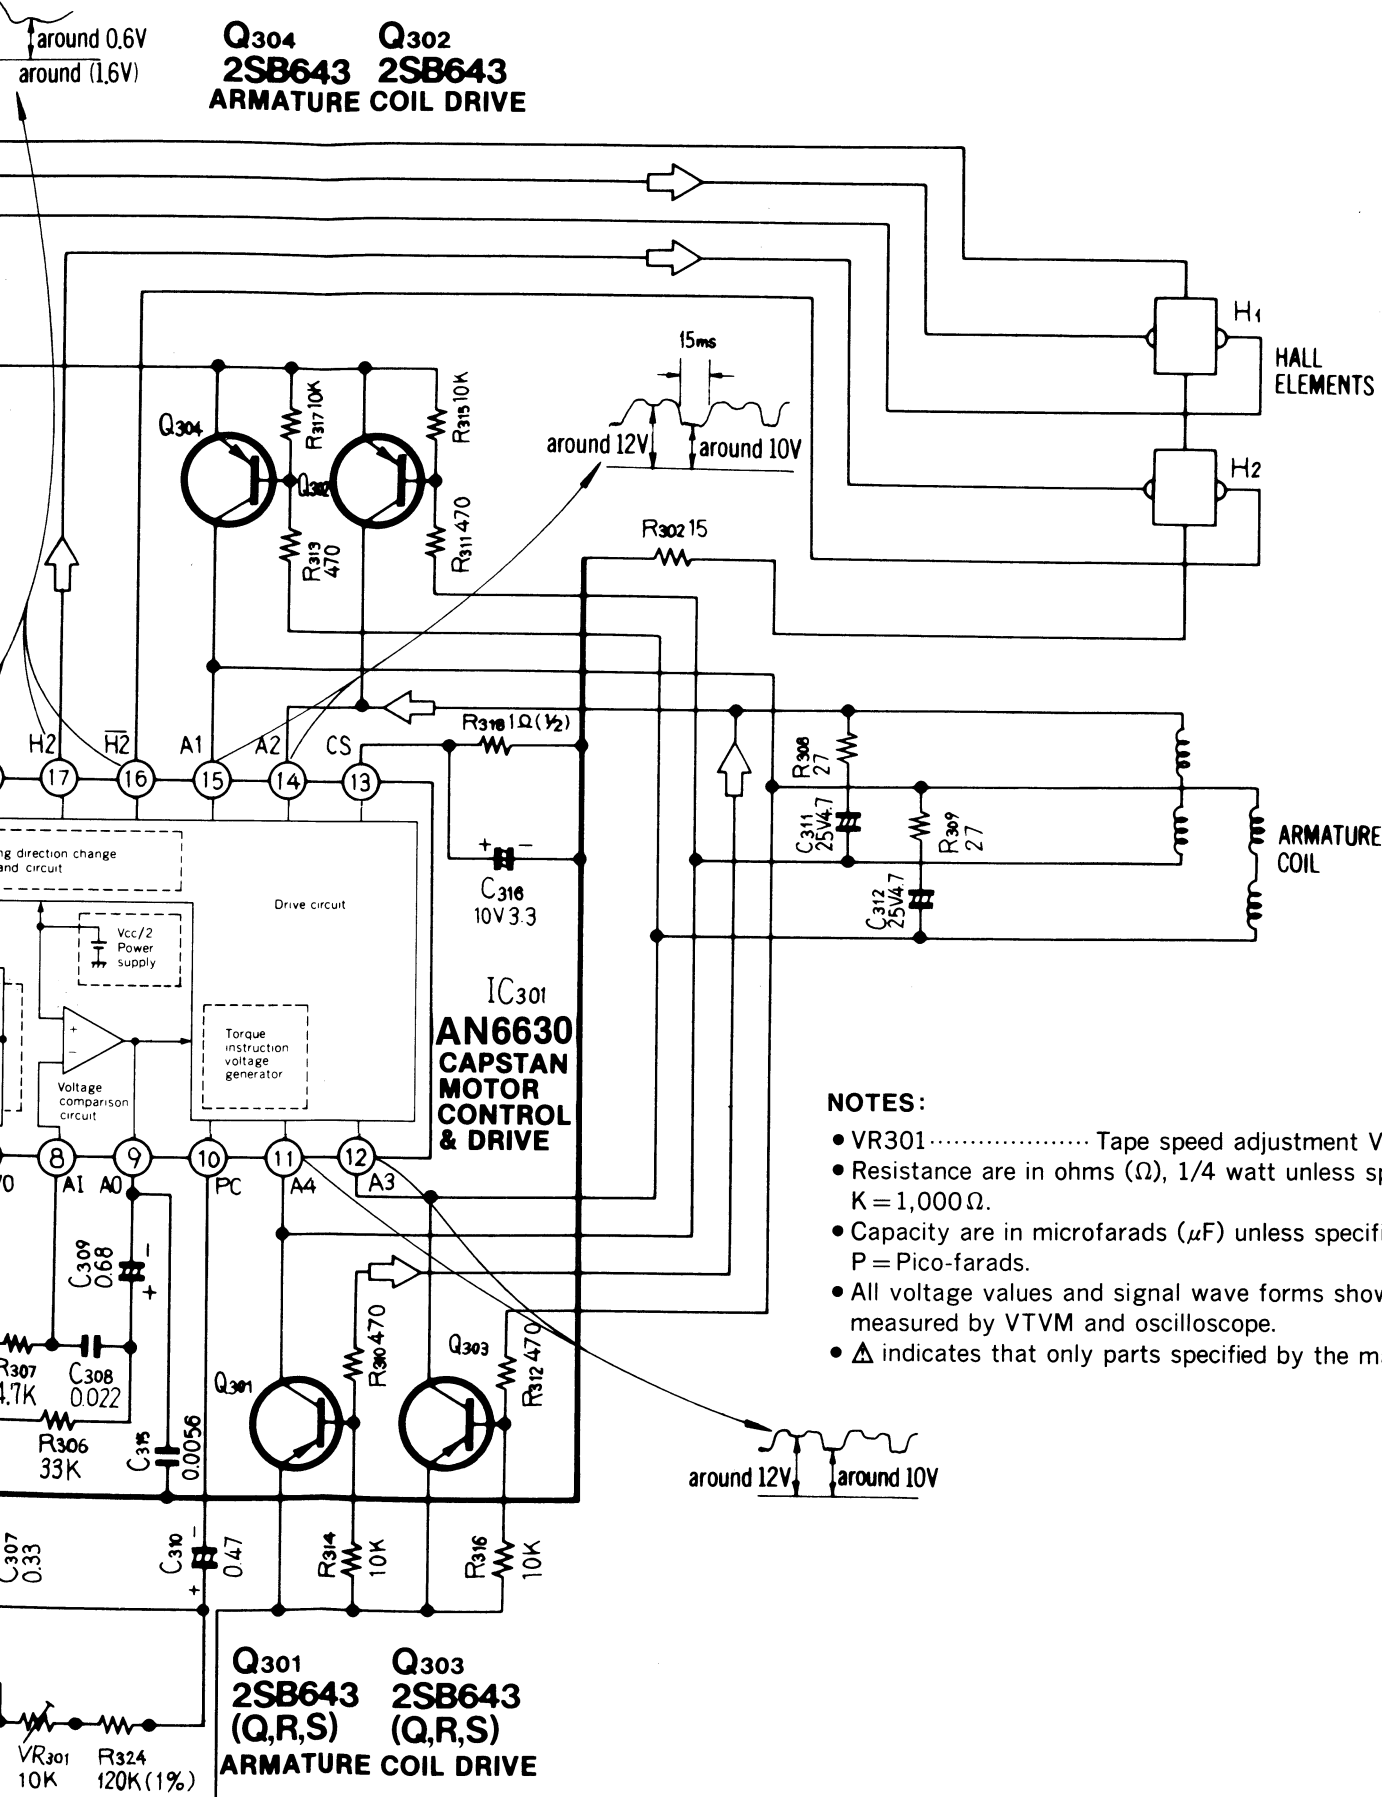 around 0.6V
around (1.6V)
Q304 Q302
2SB643 2SB643
ARMATURE COIL DRIVE
H1
HALL
ELEMENTS
H2
15ms
around 12V
around 10V
Q304
R317 10K
Q302
R315 10K
R313
470
R311 470
R302 15
H2
H2
A1
A2
CS
R318 1Ω(½)
17
16
15
14
13
R308
27
C311
25V4.7
R309
27
C312
25V4.7
ARMATURE
COIL
+ −
C316
10V 3.3
ng direction change
and circuit
Drive circuit
Vcc/2
Power
supply
+
−
Voltage
comparison
circuit
Torque
instruction
voltage
generator
IC301
AN6630
CAPSTAN
MOTOR
CONTROL
& DRIVE
8
9
10
11
12
AI
AO
PC
A4
A3
NOTES:
● VR301 ···················· Tape speed adjustment V
● Resistance are in ohms (Ω), 1/4 watt unless sp
K = 1,000Ω.
● Capacity are in microfarads (μF) unless specifi
P = Pico-farads.
● All voltage values and signal wave forms show
measured by VTVM and oscilloscope.
● ⚠ indicates that only parts specified by the m
C309
0.68
−
+
R307
4.7K
C308
0.022
R306
33K
C315
0.0056
Q301
R310 470
Q303
R312 470
around 12V
around 10V
C307
0.33
C310
0.47
−
+
R314
10K
R316
10K
Q301 Q303
2SB643 2SB643
(Q,R,S) (Q,R,S)
ARMATURE COIL DRIVE
VR301
10K
R324
120K(1%)